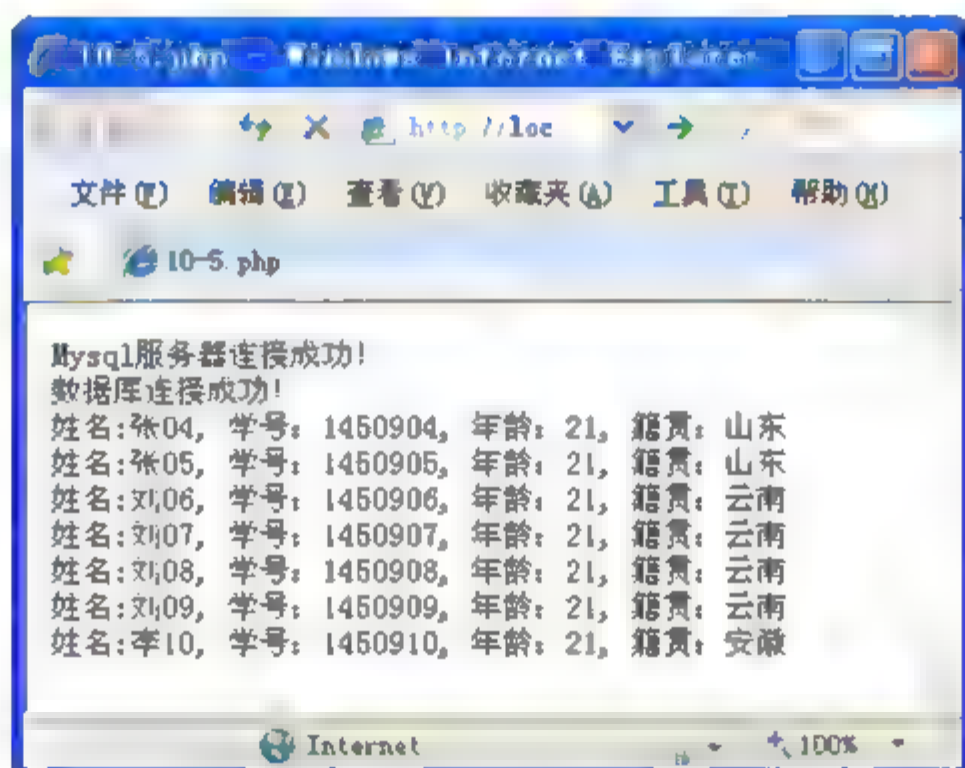 10-5.php - Windows Internet Explorer
http://loc
文件(F) 编辑(E) 查看(V) 收藏夹(A) 工具(T) 帮助(H)
10-5.php
Mysql服务器连接成功!
数据库连接成功!
姓名:张04, 学号: 1450904, 年龄: 21, 籍贯: 山东
姓名:张05, 学号: 1450905, 年龄: 21, 籍贯: 山东
姓名:刘06, 学号: 1450906, 年龄: 21, 籍贯: 云南
姓名:刘07, 学号: 1450907, 年龄: 21, 籍贯: 云南
姓名:刘08, 学号: 1450908, 年龄: 21, 籍贯: 云南
姓名:刘09, 学号: 1450909, 年龄: 21, 籍贯: 云南
姓名:李10, 学号: 1450910, 年龄: 21, 籍贯: 安徽
Internet 100%